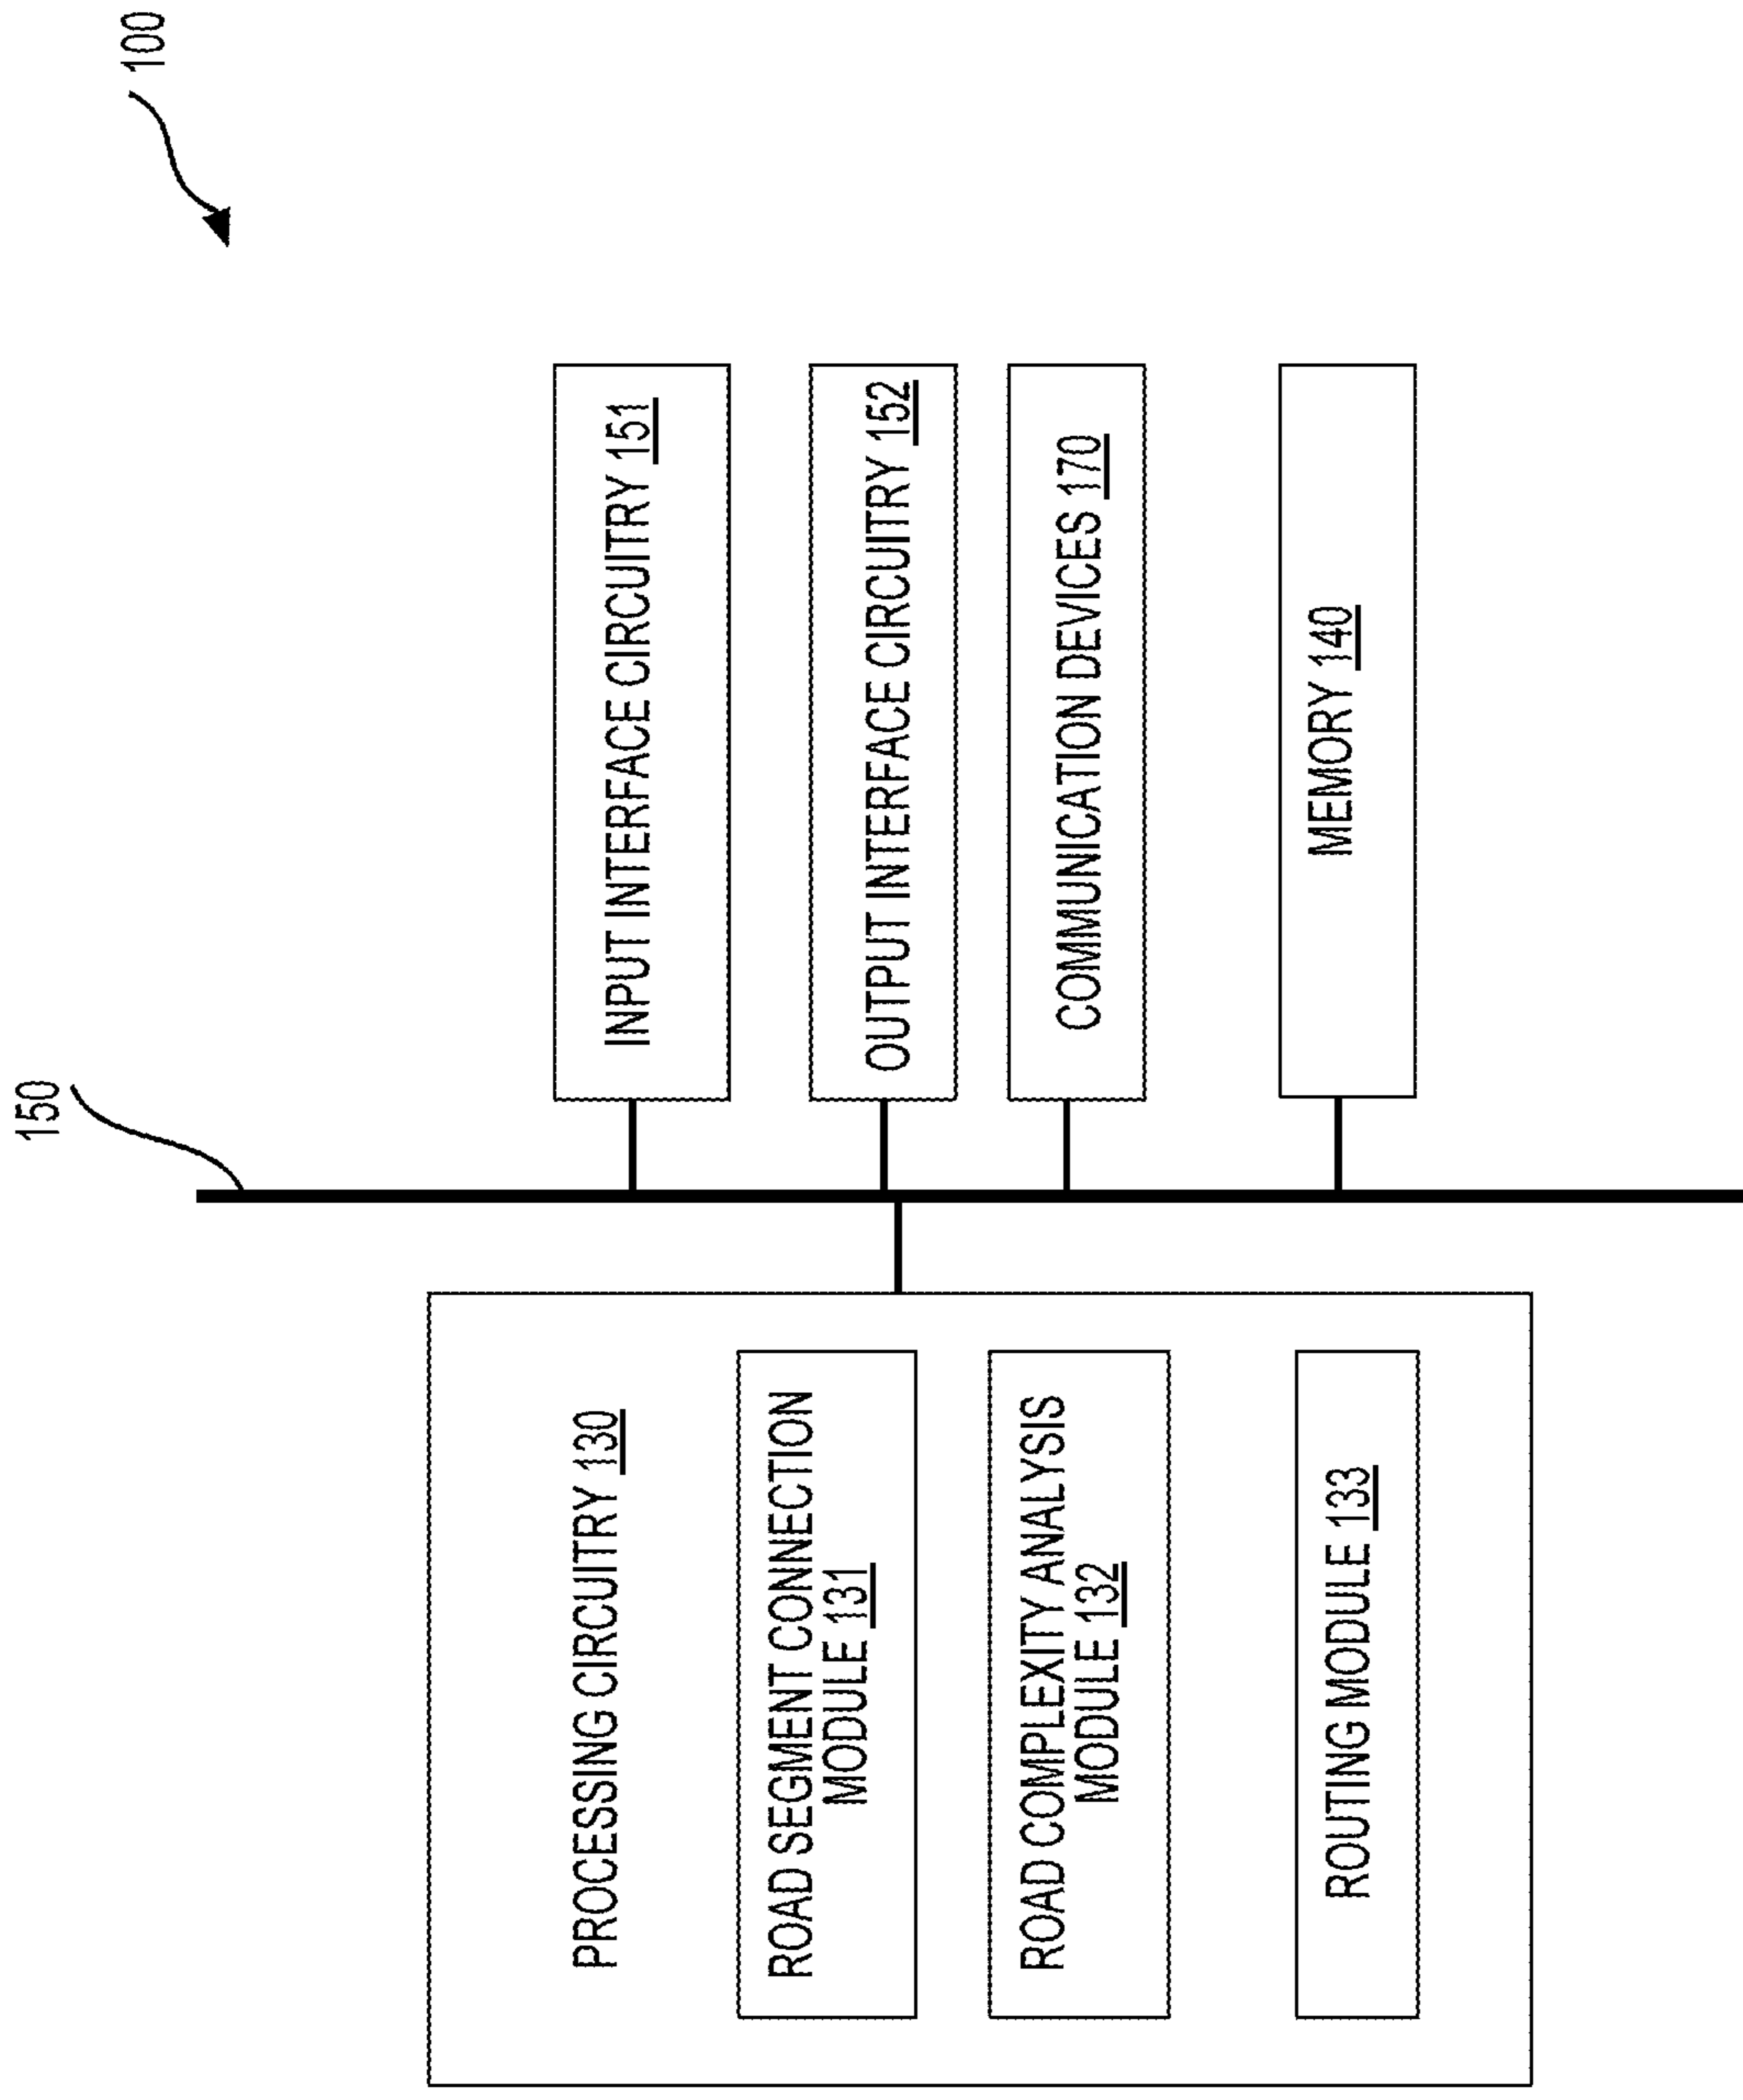 100
150
PROCESSING CIRCUITRY 130
ROAD SEGMENT CONNECTION
MODULE 131
ROAD COMPLEXITY ANALYSIS
MODULE 132
ROUTING MODULE 133
INPUT INTERFACE CIRCUITRY 151
OUTPUT INTERFACE CIRCUITRY 152
COMMUNICATION DEVICES 170
MEMORY 140